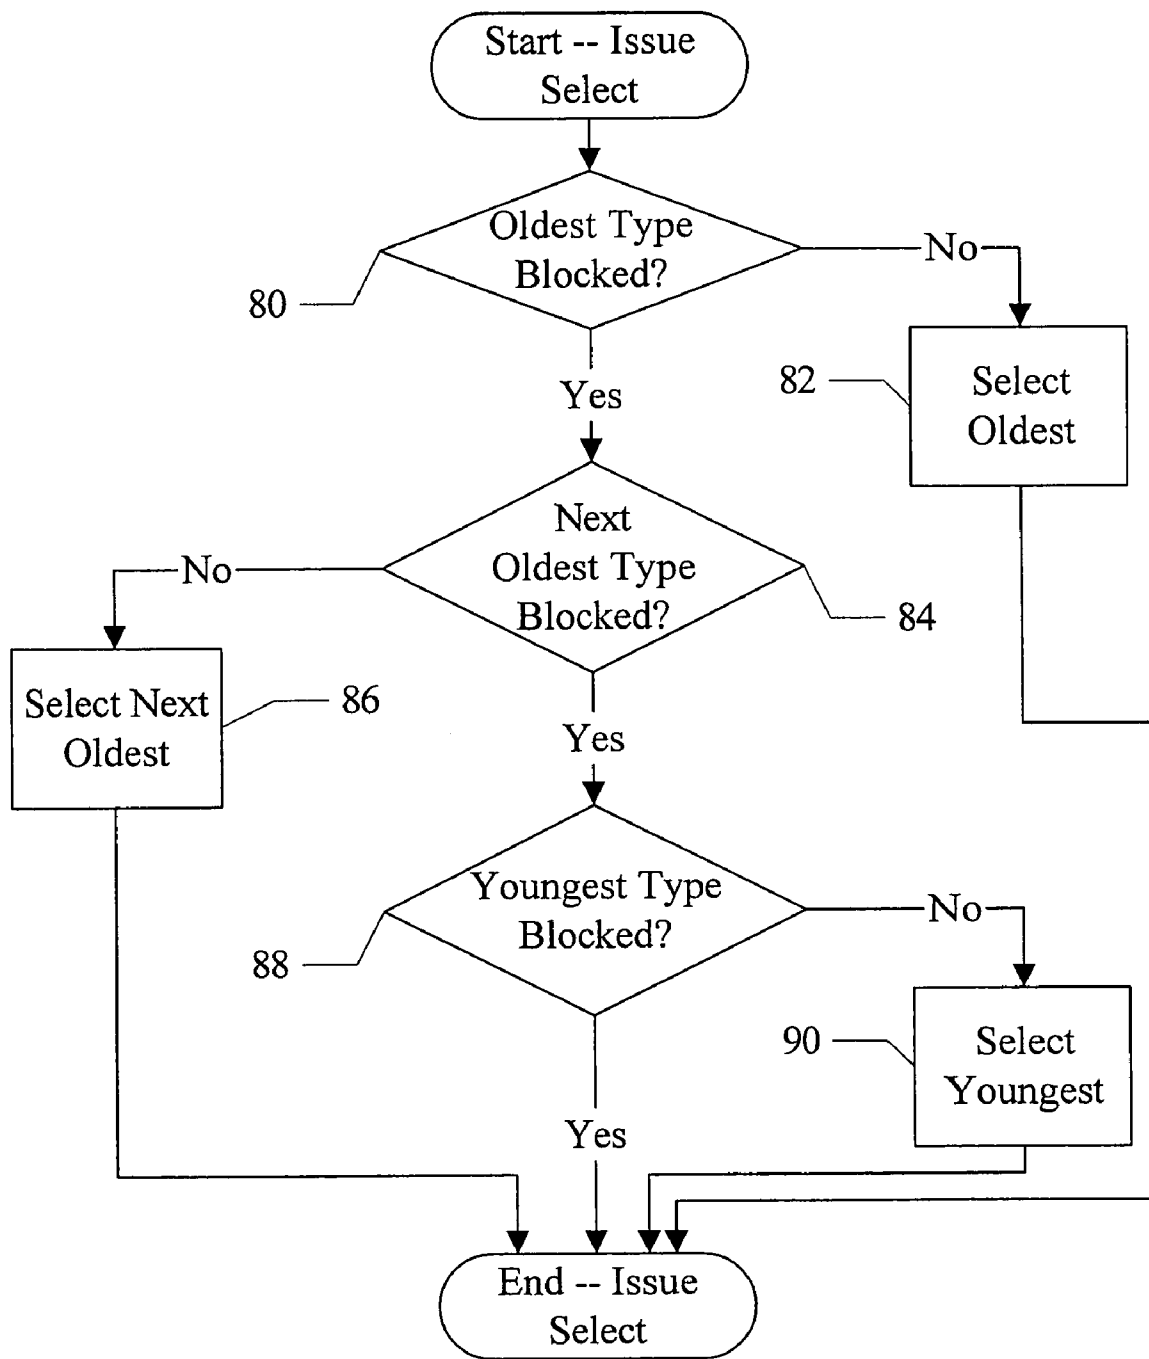 Start -- Issue
Select
Oldest Type
Blocked?
No
80
Yes
82
Select
Oldest
Next
Oldest Type
Blocked?
No
84
Select Next
Oldest
86
Yes
Youngest Type
Blocked?
No
88
90
Select
Youngest
Yes
End -- Issue
Select